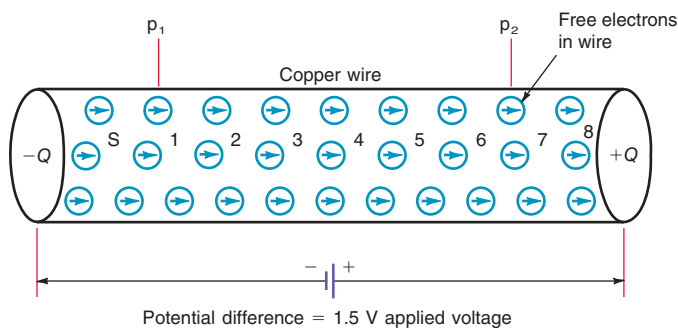 p₁
p₂
Free electrons
in wire
Copper wire
−Q
S 1 2 3 4 5 6 7 8
+Q
− +
Potential difference = 1.5 V applied voltage